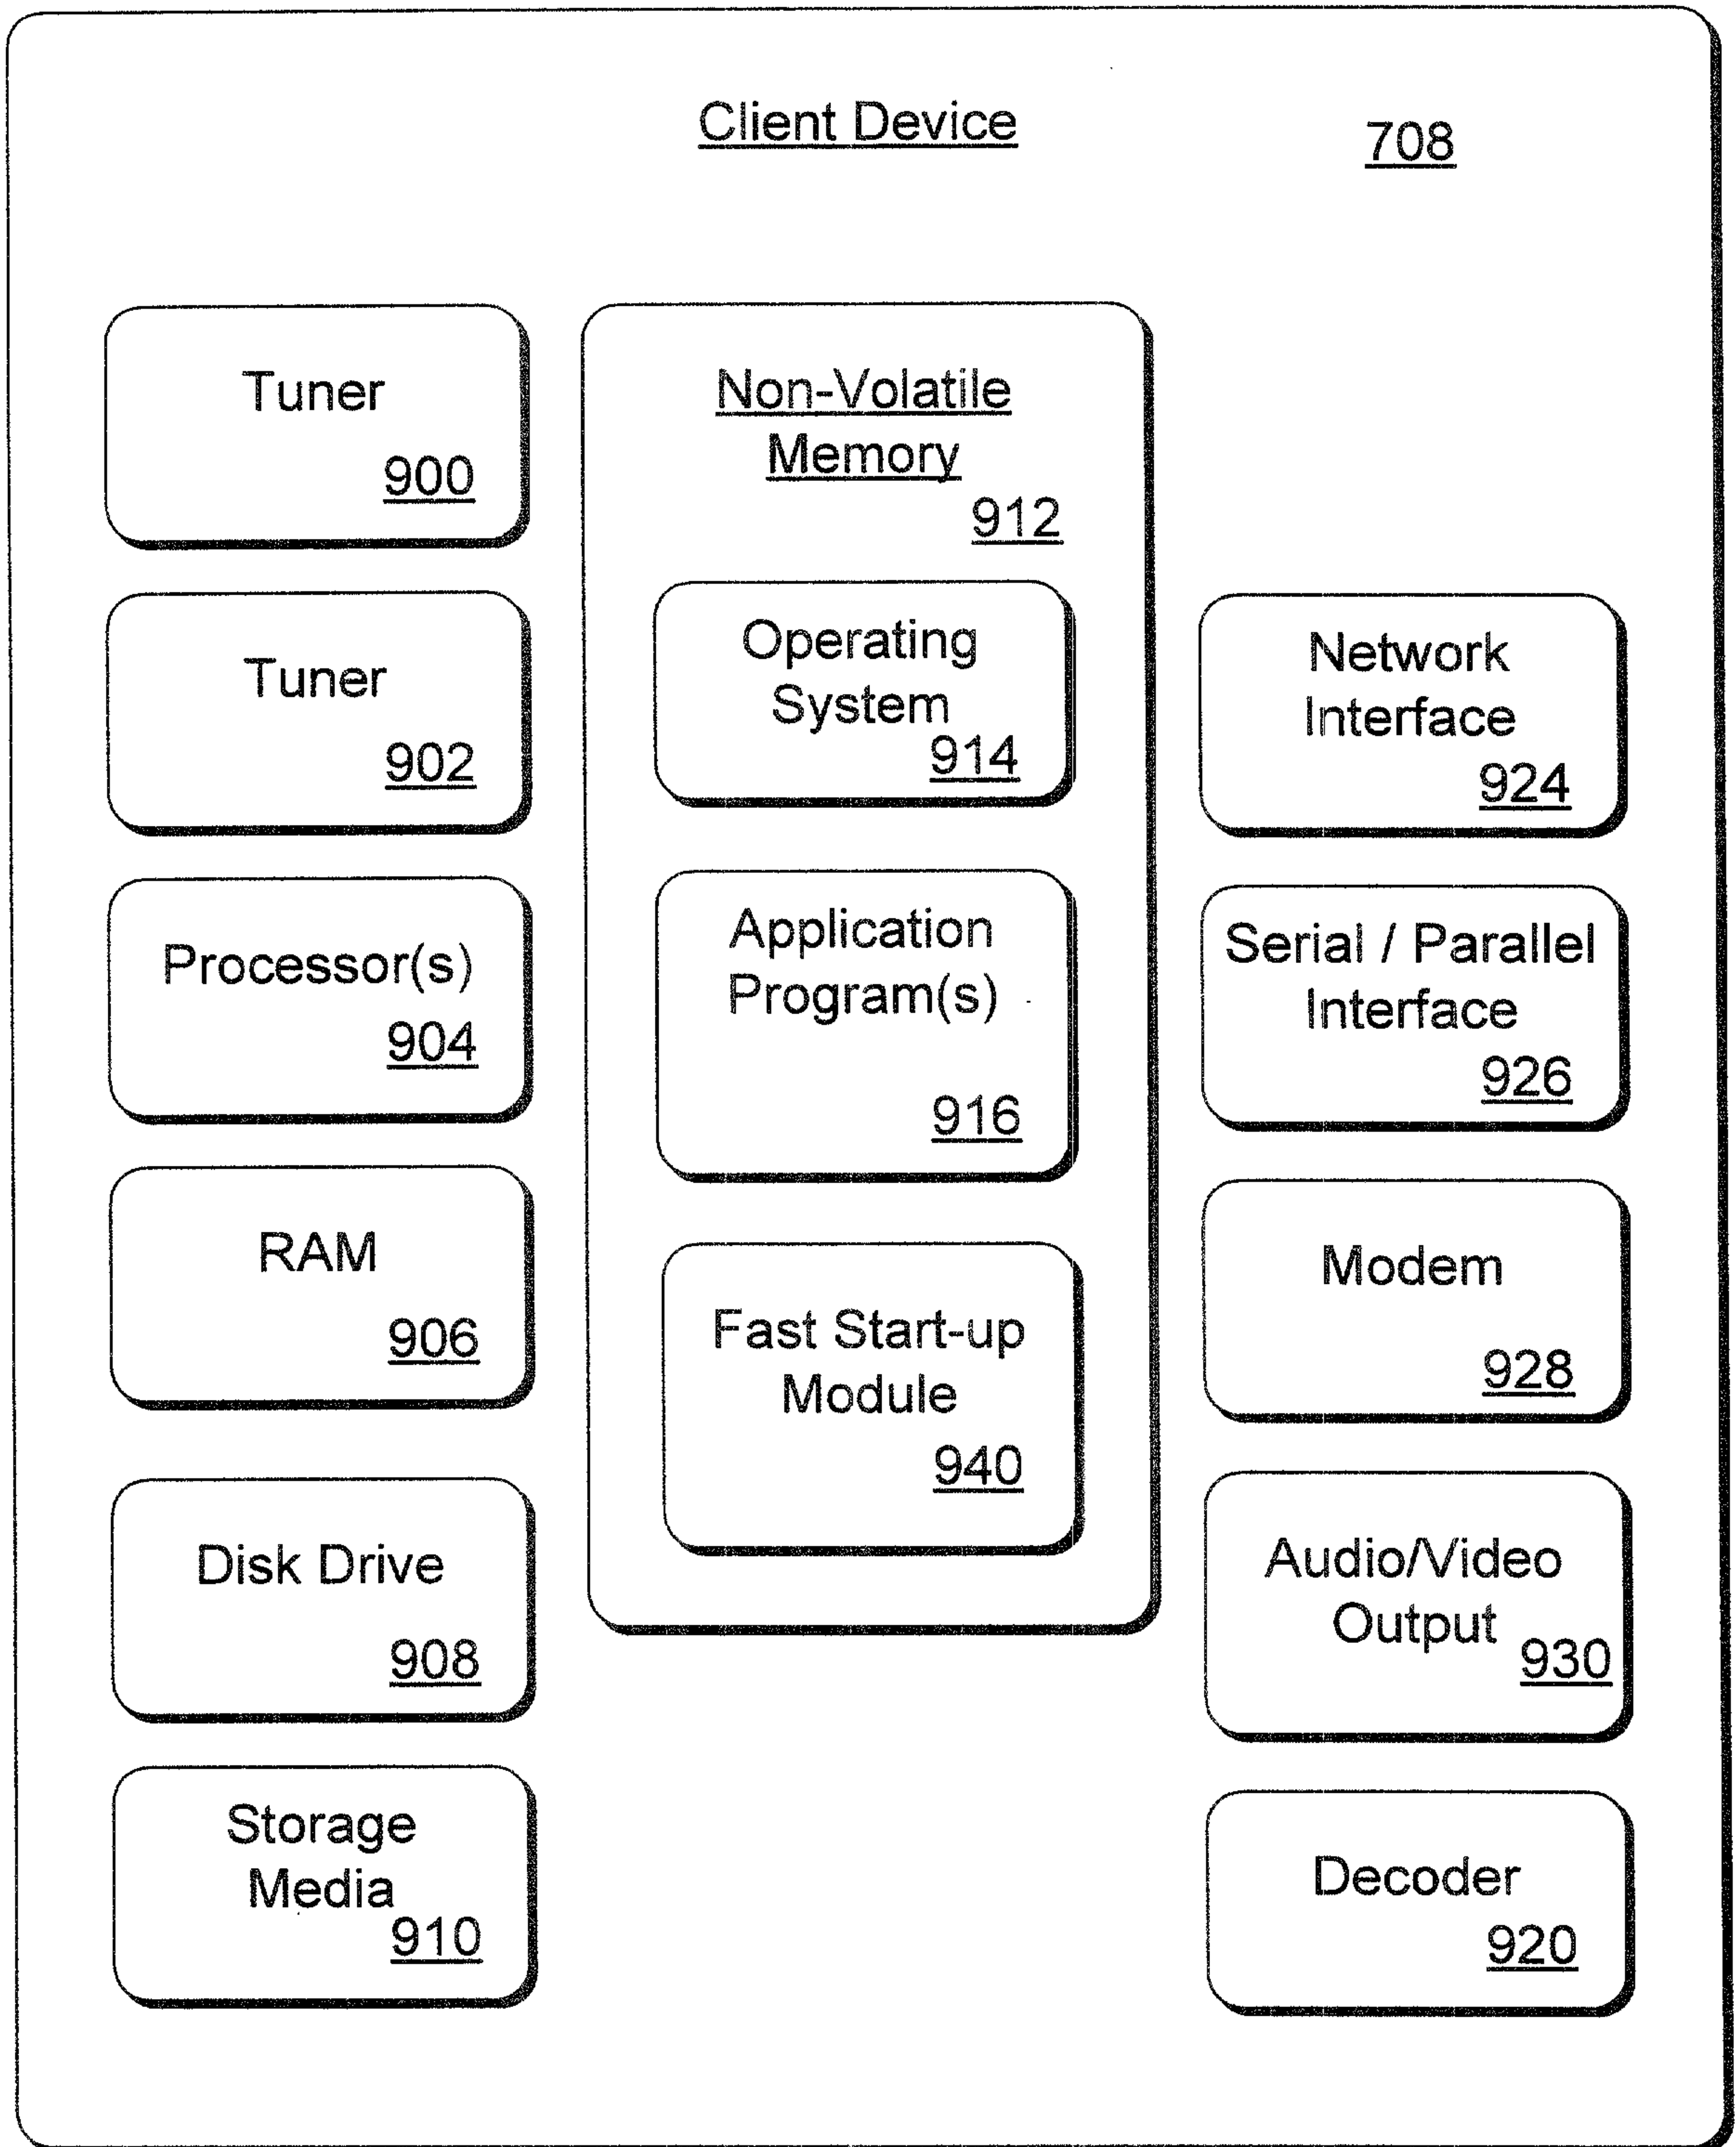 Client Device
708
Tuner
900
Tuner
902
Processor(s)
904
RAM
906
Disk Drive
908
Storage
Media
910
Non-Volatile
Memory
912
Operating
System
914
Application
Program(s)
916
Fast Start-up
Module
940
Network
Interface
924
Serial / Parallel
Interface
926
Modem
928
Audio/Video
Output
930
Decoder
920